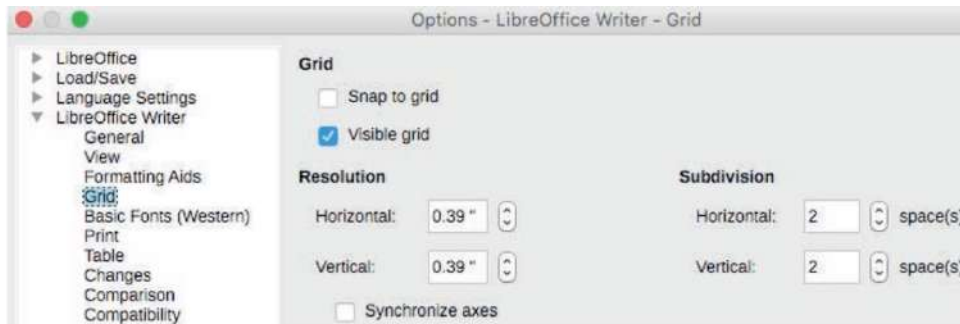 Options - LibreOffice Writer - Grid
LibreOffice
Load/Save
Language Settings
LibreOffice Writer
General
View
Formatting Aids
Grid
Basic Fonts (Western)
Print
Table
Changes
Comparison
Compatibility
Grid
Snap to grid
Visible grid
Resolution
Horizontal: 0.39 "
Vertical: 0.39 "
Synchronize axes
Subdivision
Horizontal: 2 space(s)
Vertical: 2 space(s)